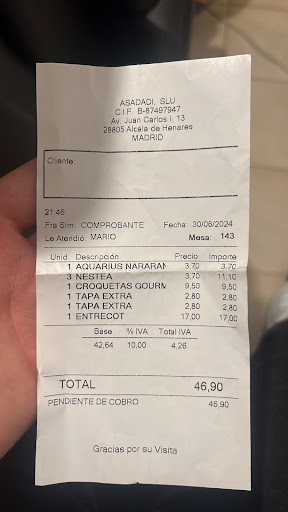 ASADADI, SLU
C.I.F. B-87497947
Av. Juan Carlos I, 13
28805 Alcala de Henares
MADRID
Cliente
21:46
Fra Sim: COMPROBANTE Fecha: 30/06/2024
Le Atendió: MARIO Mesa: 143
Unid. Descripción Precio Importe
1 AQUARIUS NARARAN 3,70 3,70
3 NESTEA 3,70 11,10
1 CROQUETAS GOURM 9,50 9,50
1 TAPA EXTRA 2,80 2,80
1 TAPA EXTRA 2,80 2,80
1 ENTRECOT 17,00 17,00
Base % IVA Total IVA
42,64 10,00 4,26
TOTAL 46,90
PENDIENTE DE COBRO 46,90
Gracias por su Visita